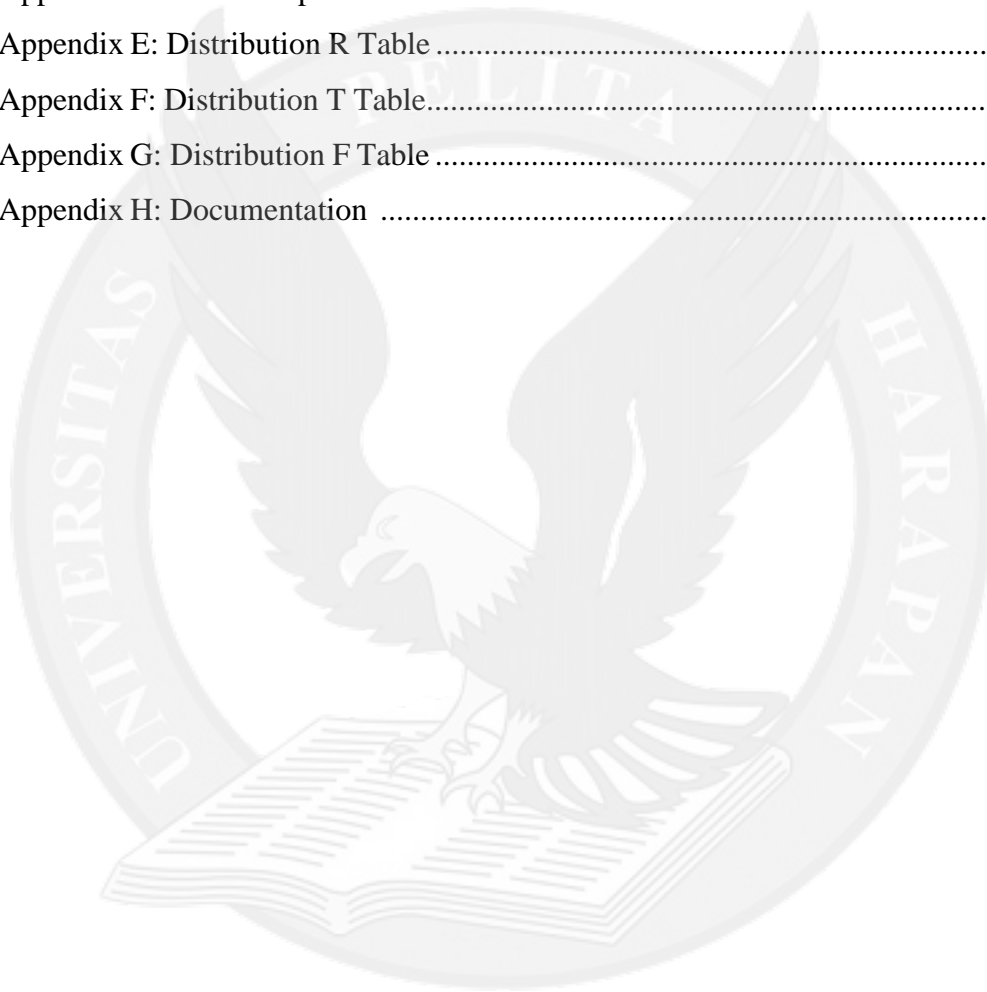 Appendix E: Distribution R Table ..........................................................................
Appendix F: Distribution T Table...........................................................................
Appendix G: Distribution F Table ..........................................................................
Appendix H: Documentation ................................................................................
UNIVERSITAS PELITA HARAPAN